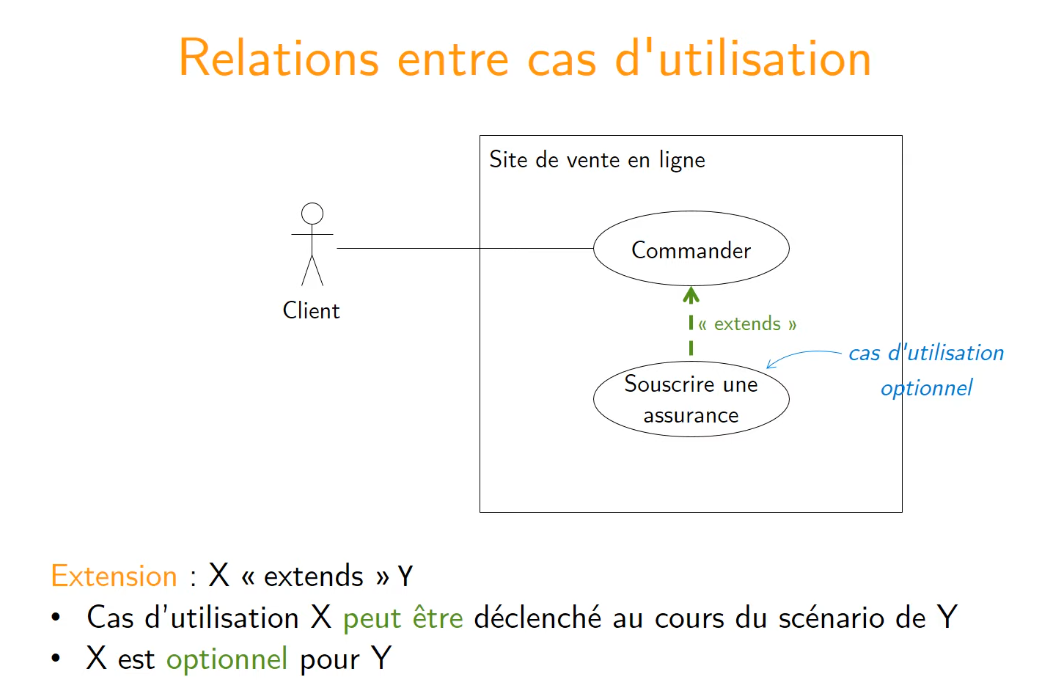 Relations entre cas d'utilisation
Site de vente en ligne
Commander
Client
« extends »
cas d'utilisation
optionnel
Souscrire une
assurance
Extension : X « extends » Y
• Cas d'utilisation X peut être déclenché au cours du scénario de Y
• X est optionnel pour Y